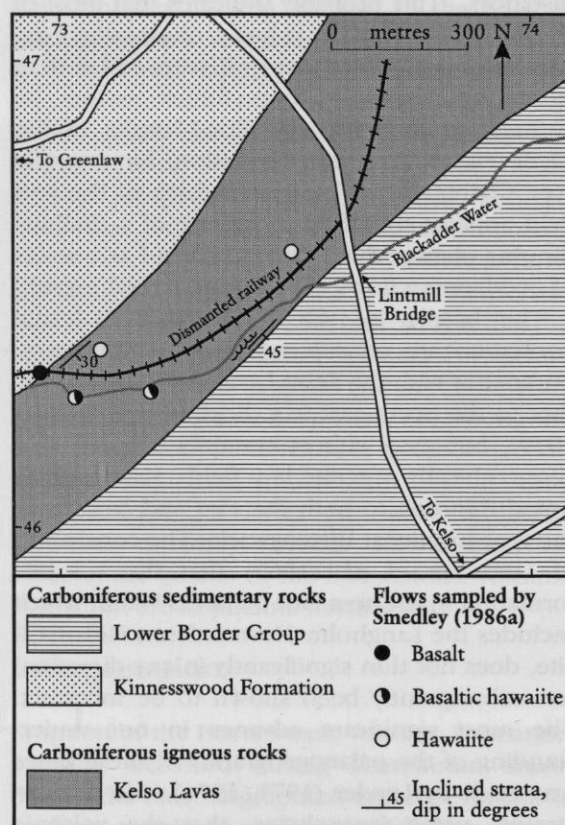 73
0 metres 300 N 74
47
To Greenlaw
Blackadder Water
Dismantled railway
Lintmill
Bridge
30
45
46
To Kelso
Carboniferous sedimentary rocks
Lower Border Group
Kinnesswood Formation
Carboniferous igneous rocks
Kelso Lavas
Flows sampled by
Smedley (1986a)
Basalt
Basaltic hawaiite
Hawaiite
45 Inclined strata,
dip in degrees